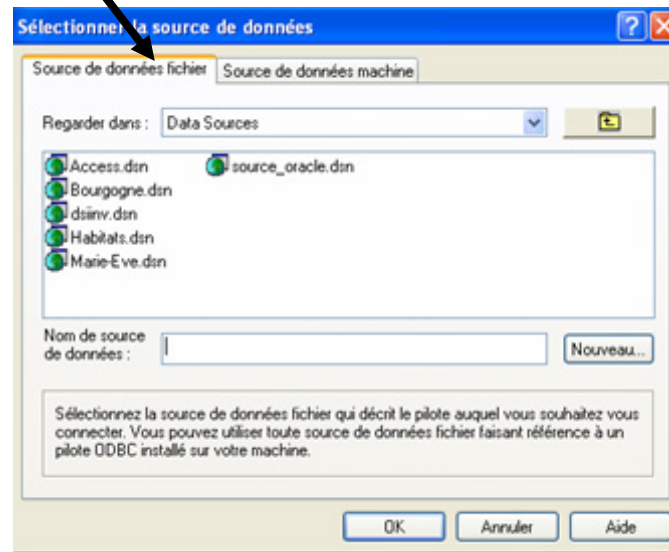 Sélectionner la source de données
Source de données fichier
Source de données machine
Regarder dans :
Data Sources
Access.dsn
source_oracle.dsn
Bourgogne.dsn
dsiinv.dsn
Habitats.dsn
Marie-Eve.dsn
Nom de source
de données :
Nouveau...
Sélectionnez la source de données fichier qui décrit le pilote auquel vous souhaitez vous
connecter. Vous pouvez utiliser toute source de données fichier faisant référence à un
pilote ODBC installé sur votre machine.
OK
Annuler
Aide